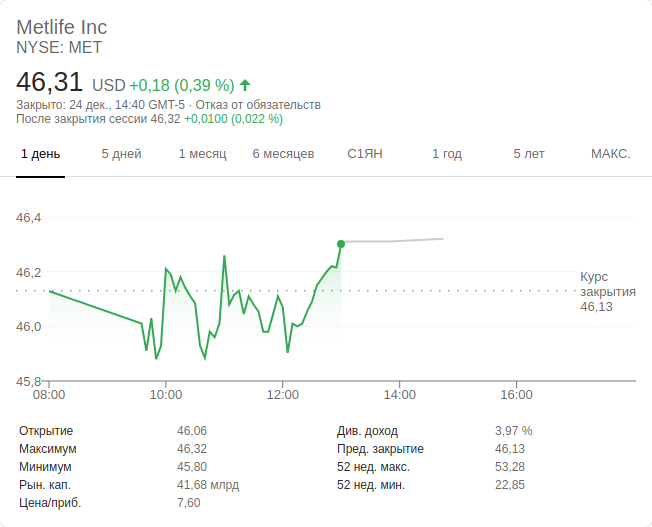 Metlife Inc
NYSE: MET
46,31 USD +0,18 (0,39 %)
Закрыто: 24 дек., 14:40 GMT-5 · Отказ от обязательств
После закрытия сессии 46,32 +0,0100 (0,022 %)
1 день 5 дней 1 месяц 6 месяцев С1ЯН 1 год 5 лет МАКС.
46,4
46,2
46,0
45,8
Курс
закрытия
46,13
08:00 10:00 12:00 14:00 16:00
Открытие 46,06 Див. доход 3,97 %
Максимум 46,32 Пред. закрытие 46,13
Минимум 45,80 52 нед. макс. 53,28
Рын. кап. 41,68 млрд 52 нед. мин. 22,85
Цена/приб. 7,60